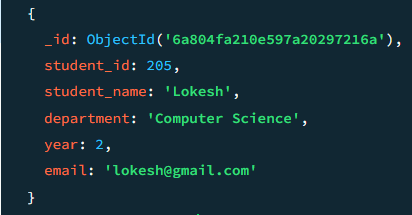 {
_id: ObjectId('6a804fa210e597a20297216a'),
student_id: 205,
student_name: 'Lokesh',
department: 'Computer Science',
year: 2,
email: 'lokesh@gmail.com'
}